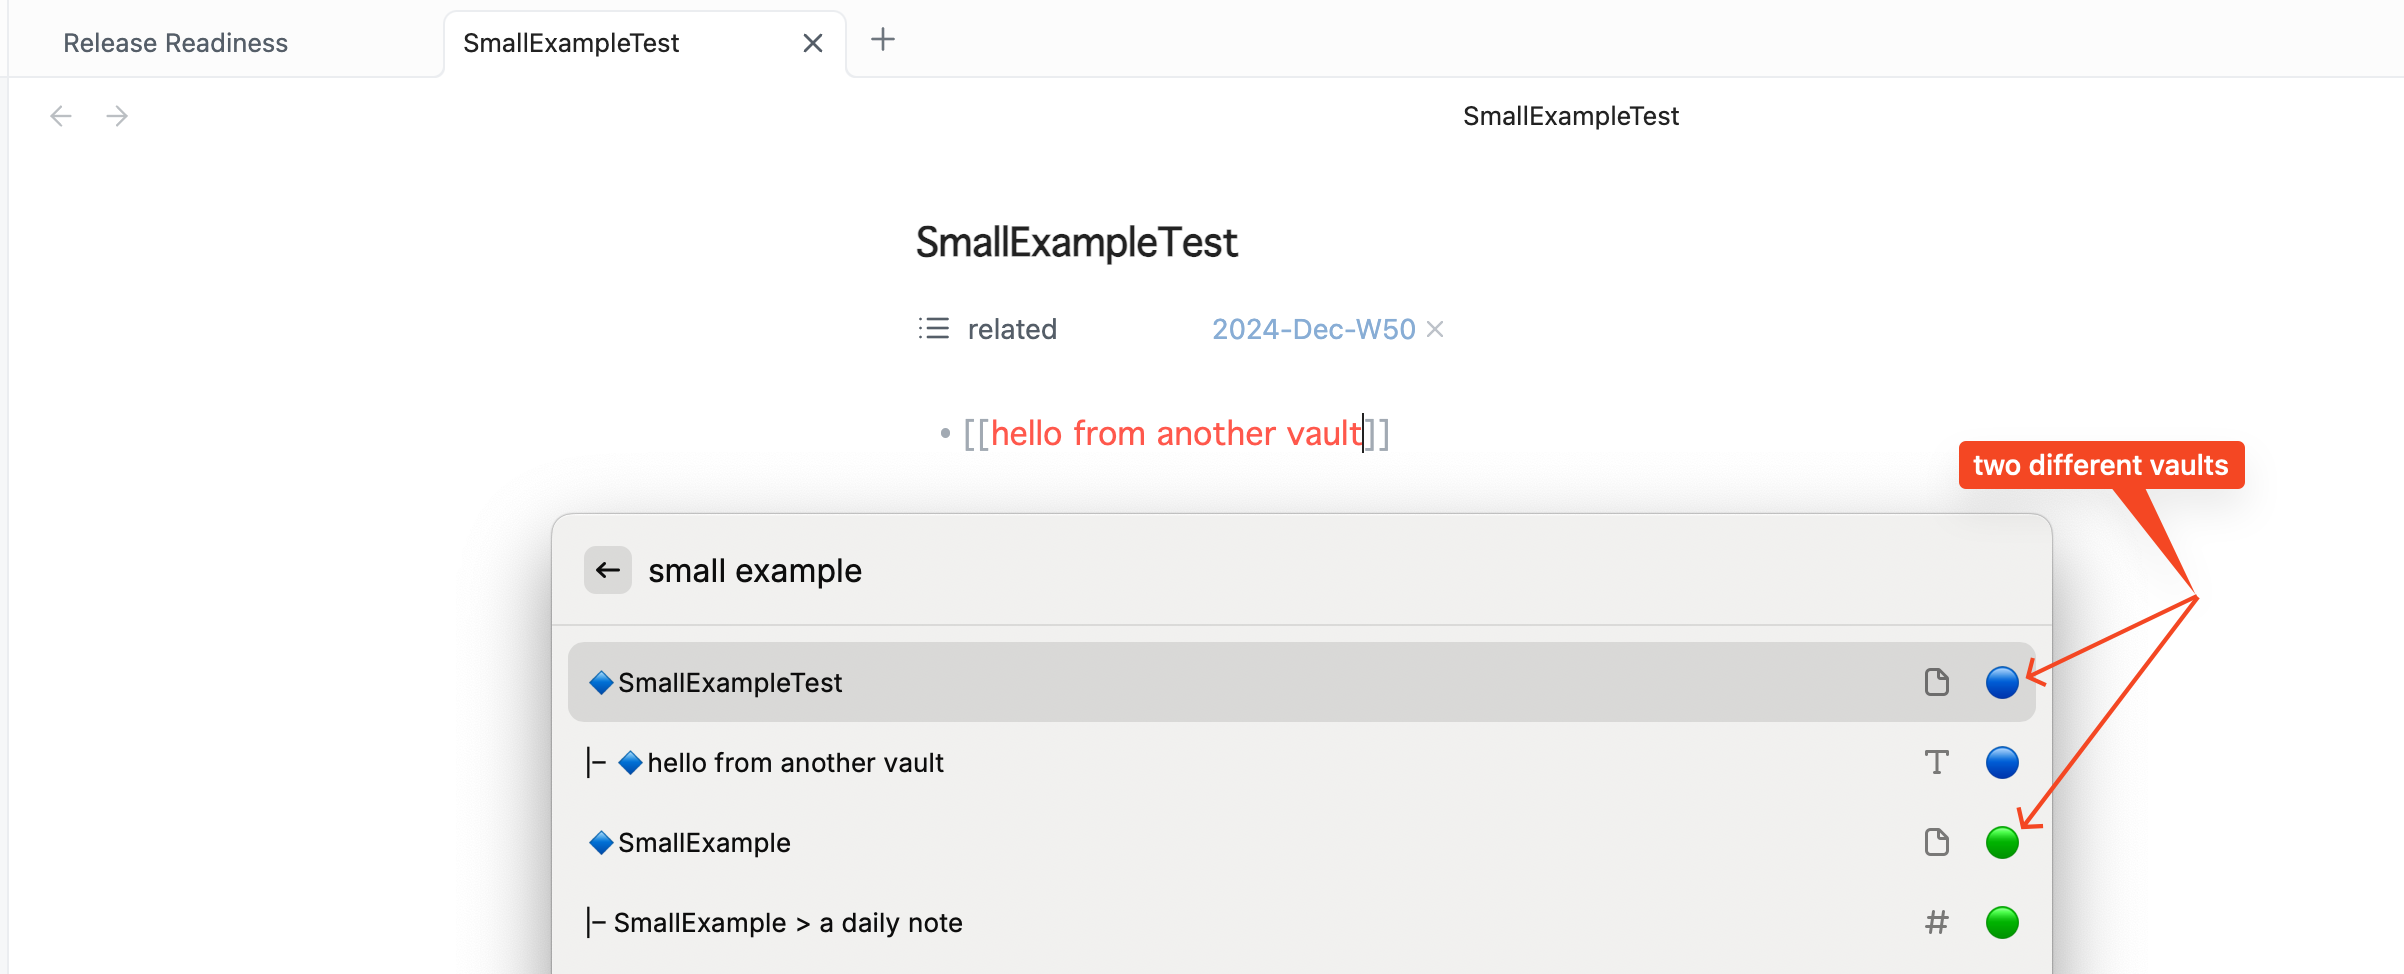 Release Readiness
SmallExampleTest
SmallExampleTest
SmallExampleTest
related 2024-Dec-W50
[[hello from another vault]]
two different vaults
small example
SmallExampleTest
|- hello from another vault
SmallExample
|- SmallExample > a daily note